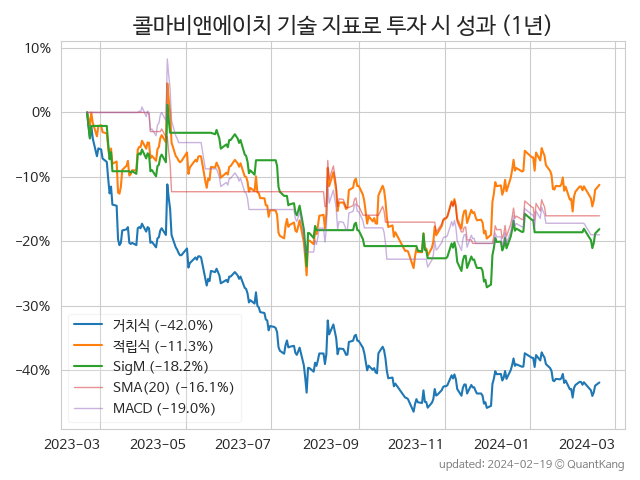 콜마비앤에이치 기술 지표로 투자 시 성과 (1년)
10%
0%
−10%
−20%
−30%
−40%
거치식 (−42.0%)
적립식 (−11.3%)
SigM (−18.2%)
SMA(20) (−16.1%)
MACD (−19.0%)
2023-03 2023-05 2023-07 2023-09 2023-11 2024-01 2024-03
updated: 2024-02-19 © QuantKang